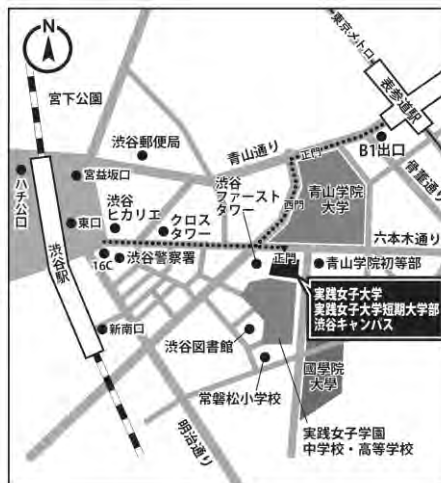 N
東京メトロ
表参道駅
宮下公園
渋谷郵便局
青山通り
正門
B1出口
骨董通り
ハチ公口
宮益坂口
渋谷
ファースト
タワー
西門
青山学院
大学
東口
渋谷
ヒカリエ
クロス
タワー
六本木通り
渋谷駅
16C
渋谷警察署
正門
青山学院初等部
実践女子大学
実践女子大学短期大学部
渋谷キャンパス
新南口
渋谷図書館
國學院
大學
常磐松小学校
明治通り
実践女子学園
中学校・高等学校